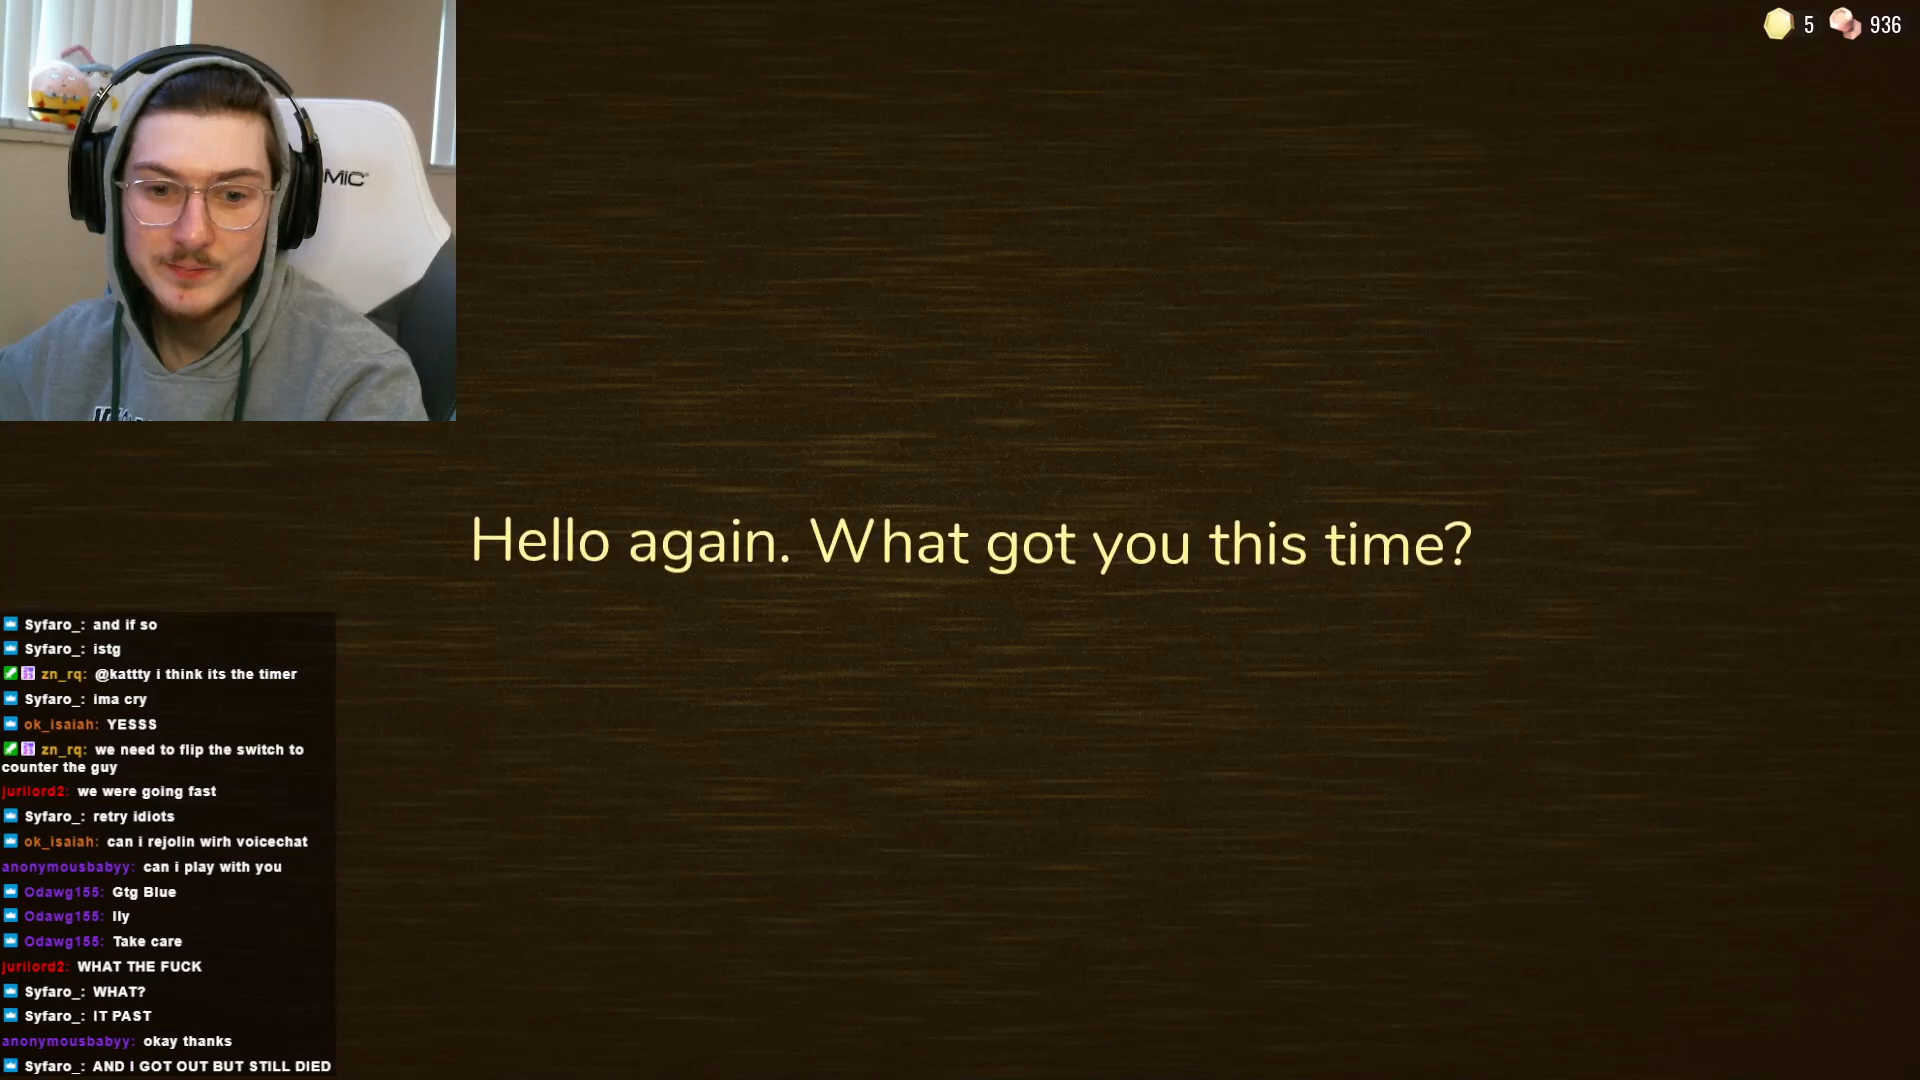 5 936
MIC
Hello again. What got you this time?
Syfaro_: and if so
Syfaro_: istg
zn_rq: @kattty i think its the timer
Syfaro_: ima cry
ok_isaiah: YESSS
zn_rq: we need to flip the switch to
counter the guy
jurilord2: we were going fast
Syfaro_: retry idiots
ok_isaiah: can i rejolin wirh voicechat
anonymousbabyy: can i play with you
Odawg155: Gtg Blue
Odawg155: Ily
Odawg155: Take care
jurilord2: WHAT THE FUCK
Syfaro_: WHAT?
Syfaro_: IT PAST
anonymousbabyy: okay thanks
Syfaro_: AND I GOT OUT BUT STILL DIED